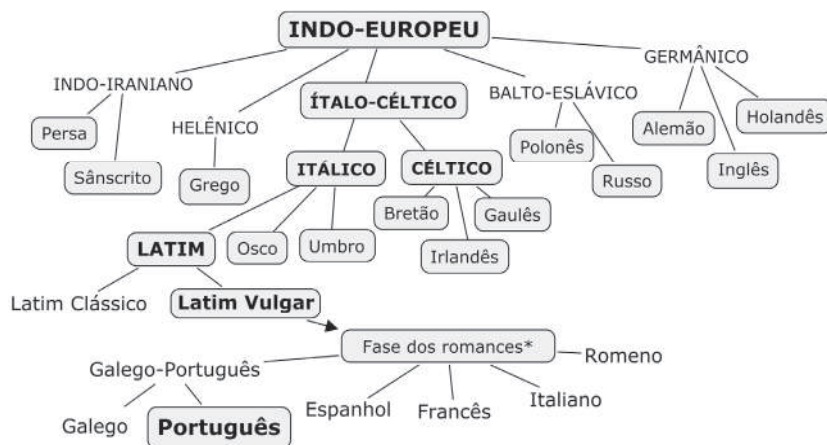 INDO-EUROPEU
INDO-IRANIANO
Persa
Sânscrito
HELÊNICO
Grego
ÍTALO-CÉLTICO
ITÁLICO
CÉLTICO
BALTO-ESLÁVICO
Polonês
Russo
GERMÂNICO
Alemão
Inglês
Holandês
Bretão
Irlandês
Gaulês
LATIM
Osco
Umbro
Latim Clássico
Latim Vulgar
Fase dos romances*
Galego-Português
Galego
Português
Espanhol
Francês
Italiano
Romeno